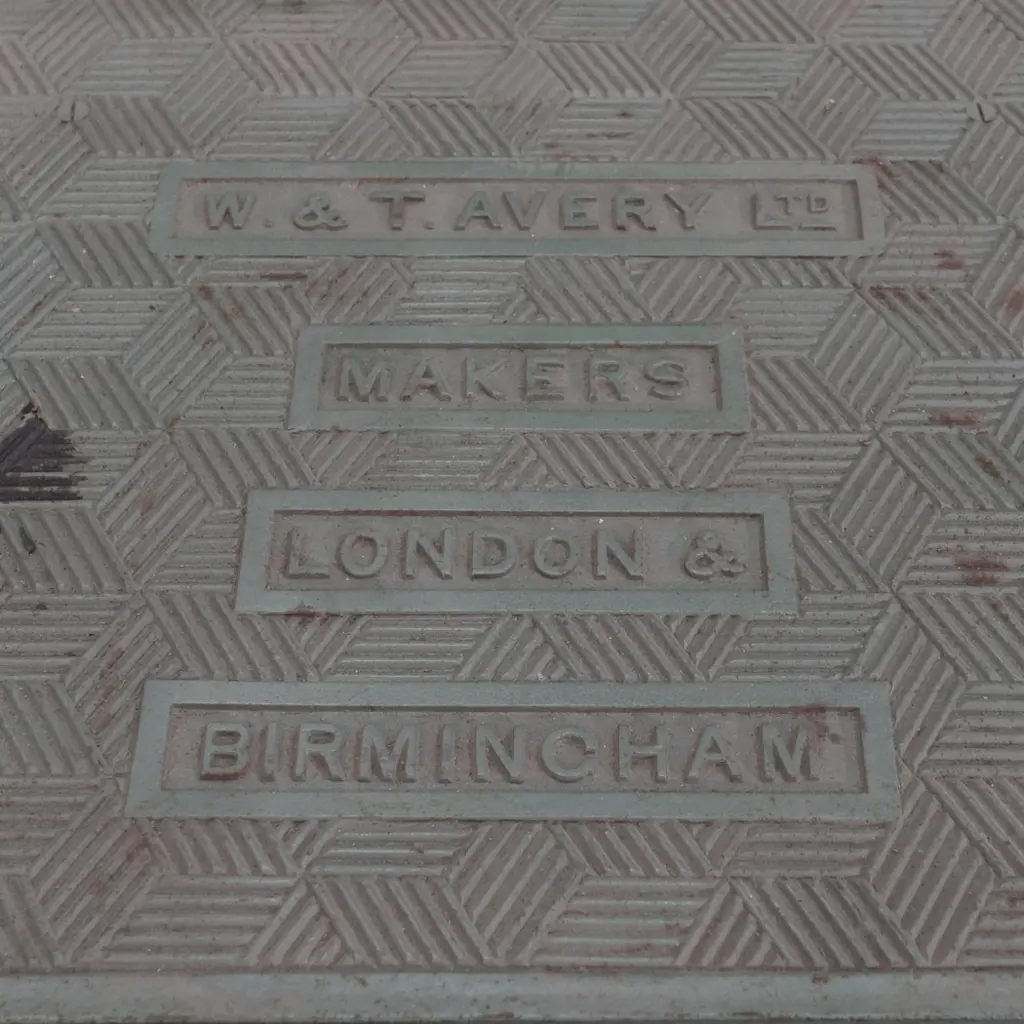 W. & T. AVERY LTD
MAKERS
LONDON &
BIRMINGHAM